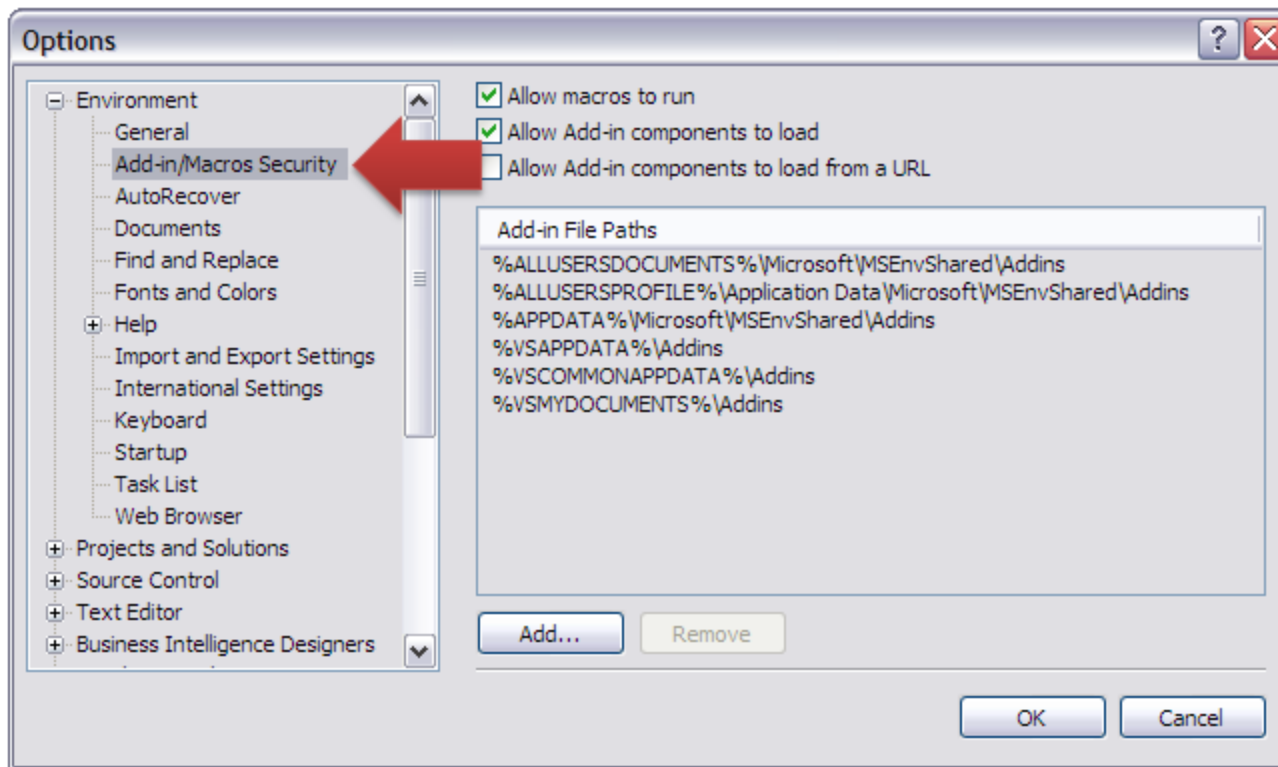 Options
?
Environment
General
Add-in/Macros Security
AutoRecover
Documents
Find and Replace
Fonts and Colors
Help
Import and Export Settings
International Settings
Keyboard
Startup
Task List
Web Browser
Projects and Solutions
Source Control
Text Editor
Business Intelligence Designers
Allow macros to run
Allow Add-in components to load
Allow Add-in components to load from a URL
Add-in File Paths
%ALLUSERSDOCUMENTS%\Microsoft\MSEnvShared\Addins
%ALLUSERSPROFILE%\Application Data\Microsoft\MSEnvShared\Addins
%APPDATA%\Microsoft\MSEnvShared\Addins
%VSAPPDATA%\Addins
%VSCOMMONAPPDATA%\Addins
%VSMYDOCUMENTS%\Addins
Add...
Remove
OK
Cancel